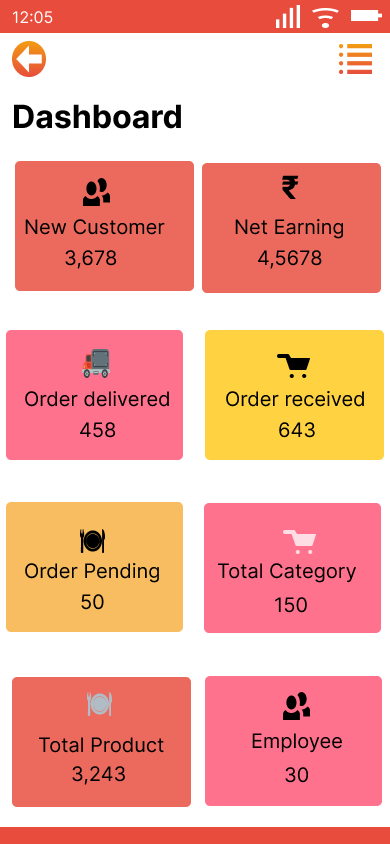 12:05
Dashboard
₹
New Customer
3,678
Net Earning
4,5678
Order delivered
458
Order received
643
Order Pending
50
Total Category
150
Total Product
3,243
Employee
30